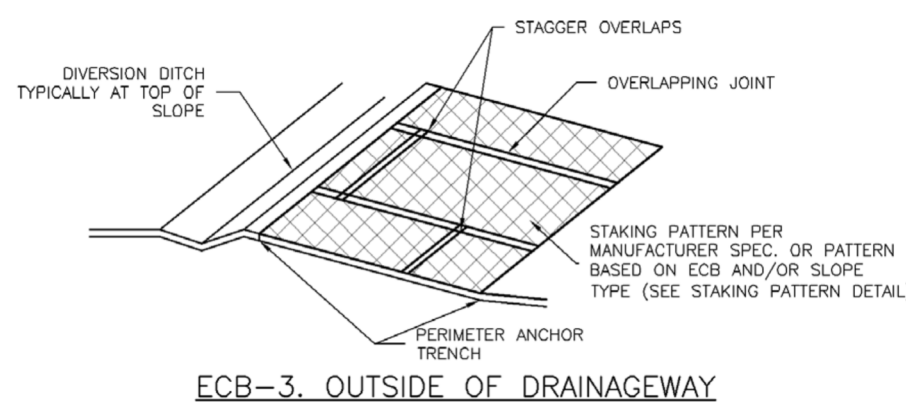 STAGGER OVERLAPS
DIVERSION DITCH
TYPICALLY AT TOP OF
SLOPE
OVERLAPPING JOINT
STAKING PATTERN PER
MANUFACTURER SPEC. OR PATTERN
BASED ON ECB AND/OR SLOPE
TYPE (SEE STAKING PATTERN DETAIL
PERIMETER ANCHOR
TRENCH
ECB-3. OUTSIDE OF DRAINAGEWAY